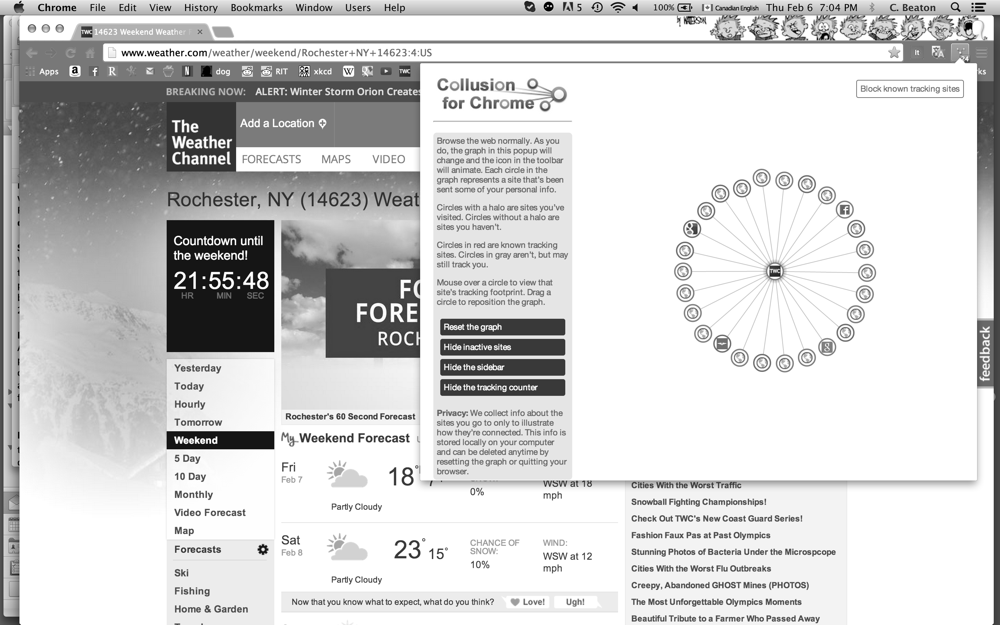 Chrome File Edit View History Bookmarks Window Users Help
5 100% Canadian English Thu Feb 6 7:04 PM C. Beaton
by WATERSON
TWC 14623 Weekend Weather
www.weather.com/weather/weekend/Rochester+NY+14623:4:US
it 24
Apps a f R N dog RIT xkcd W TWC
BREAKING NOW: ALERT: Winter Storm Orion Creates
The
Weather
Channel
Add a Location
FORECASTS MAPS VIDEO
Rochester, NY (14623)
Countdown until
the weekend!
21:55:48
HR MIN SEC
Yesterday
Today
Hourly
Tomorrow
Weekend
5 Day
10 Day
Monthly
Video Forecast
Map
Forecasts
Ski
Fishing
Home & Garden
Rochester's 60 Second Forecast
My Weekend Forecast
Fri
Feb 7
18°
Partly Cloudy
0%
WSW at 18
mph
Sat
Feb 8
23° 15°
Partly Cloudy
CHANCE OF
SNOW:
10%
WIND:
WSW at 12
mph
Now that you know what to expect, what do you think? Love! Ugh!
Collusion
for Chrome
Block known tracking sites
Browse the web normally. As you
do, the graph in this popup will
change and the icon in the toolbar
will animate. Each circle in the
graph represents a site that's been
sent some of your personal info.
Circles with a halo are sites you've
visited. Circles without a halo are
sites you haven't.
Circles in red are known tracking
sites. Circles in gray aren't, but may
still track you.
Mouse over a circle to view that
site's tracking footprint. Drag a
circle to reposition the graph.
Reset the graph
Hide inactive sites
Hide the sidebar
Hide the tracking counter
Privacy: We collect info about the
sites you go to only to illustrate
how they're connected. This info is
stored locally on your computer
and can be deleted anytime by
resetting the graph or quitting your
browser.
f
TWC
g
feedback
Cities With the Worst Traffic
Snowball Fighting Championships!
Check Out TWC's New Coast Guard Series!
Fashion Faux Pas at Past Olympics
Stunning Photos of Bacteria Under the Microspcope
Cities With the Worst Flu Outbreaks
Creepy, Abandoned GHOST Mines (PHOTOS)
The Most Unforgettable Olympics Moments
Beautiful Tribute to a Farmer Who Passed Away